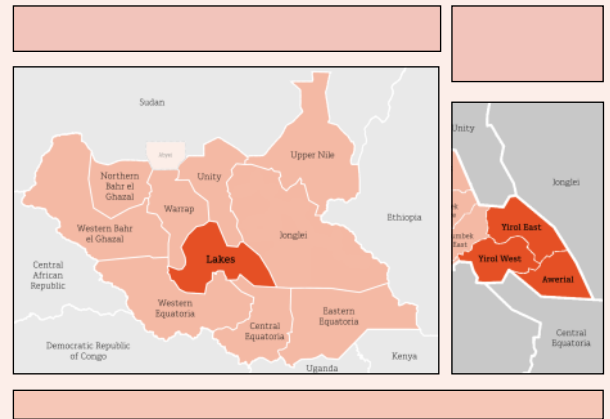 Sudan
Upper Nile
Northern
Bahr el
Ghazal
Unity
Warrap
Ethiopia
Western Bahr
el Ghazal
Jonglei
Lakes
Central
African
Republic
Western
Equatoria
Central
Equatoria
Eastern
Equatoria
Democratic Republic
of Congo
Uganda
Kenya
Unity
Jonglei
Yirol East
East
Yirol West
Awerial
Central
Equatoria